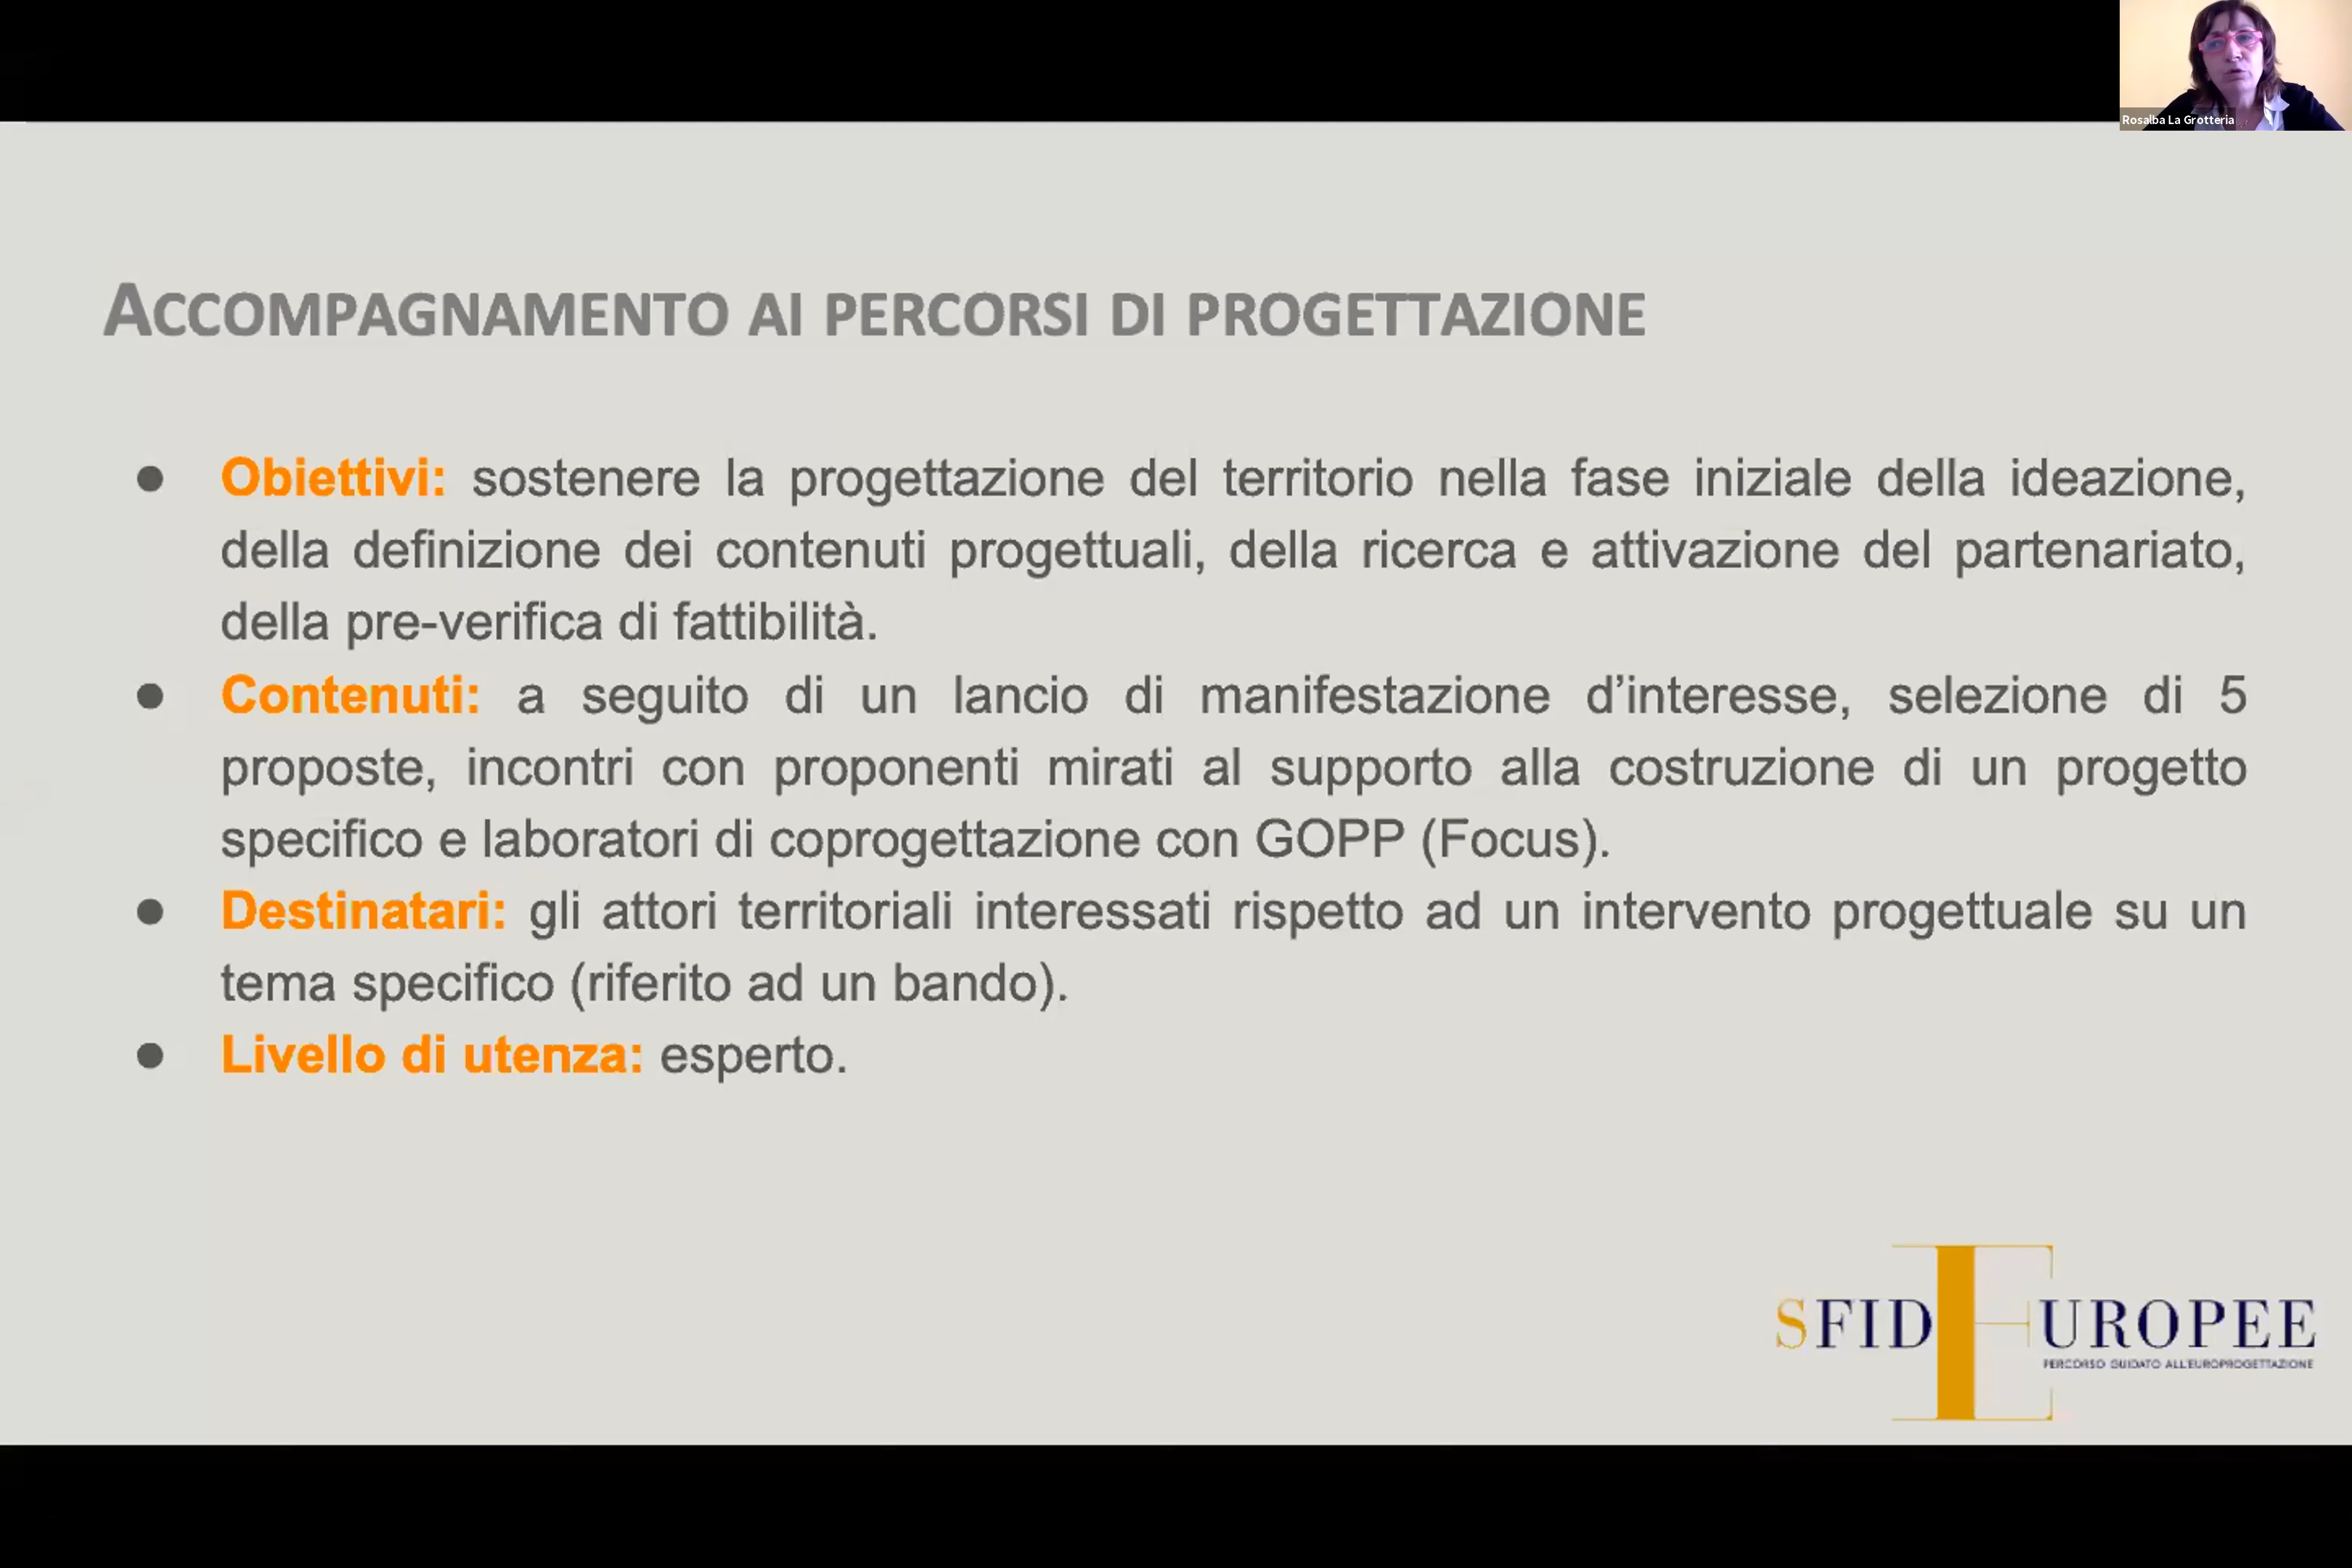 Rosalba La Grotteria
ACCOMPAGNAMENTO AI PERCORSI DI PROGETTAZIONE
● Obiettivi: sostenere la progettazione del territorio nella fase iniziale della ideazione,
della definizione dei contenuti progettuali, della ricerca e attivazione del partenariato,
della pre-verifica di fattibilità.
● Contenuti: a seguito di un lancio di manifestazione d’interesse, selezione di 5
proposte, incontri con proponenti mirati al supporto alla costruzione di un progetto
specifico e laboratori di coprogettazione con GOPP (Focus).
● Destinatari: gli attori territoriali interessati rispetto ad un intervento progettuale su un
tema specifico (riferito ad un bando).
● Livello di utenza: esperto.
SFIDEUROPEE
PERCORSO GUIDATO ALL'EUROPROGETTAZIONE